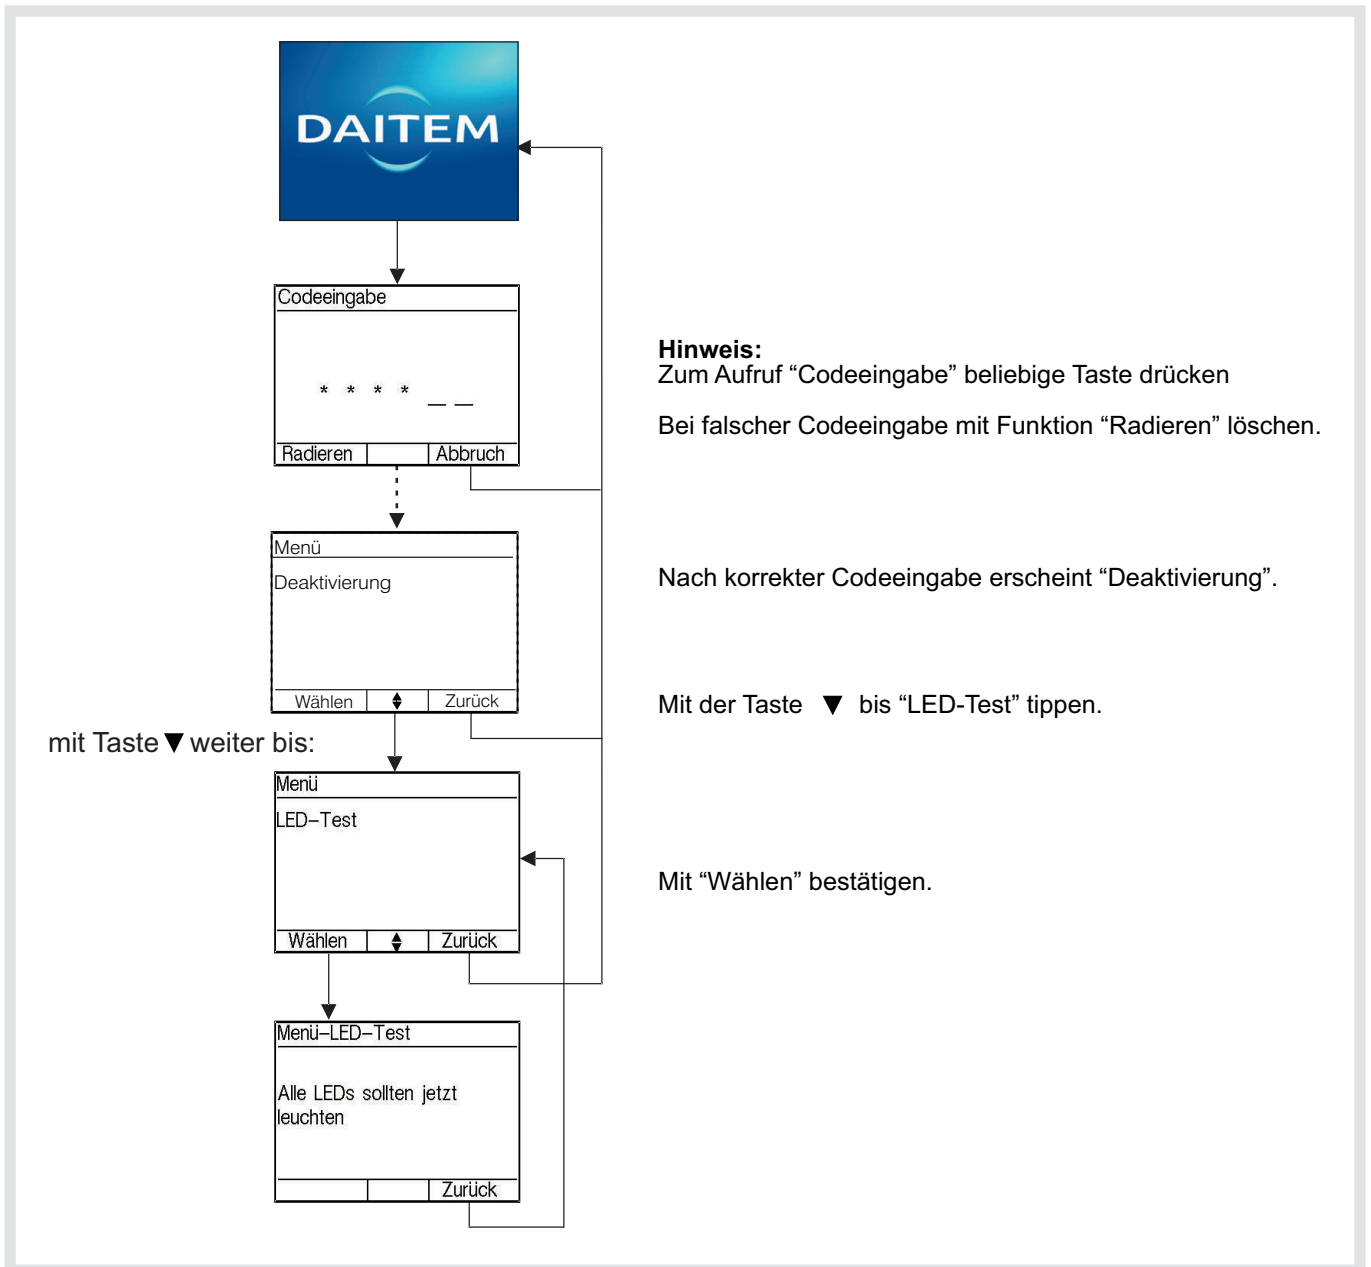 DAITEM
Codeeingabe
* * * * _ _
Radieren Abbruch
Hinweis:
Zum Aufruf “Codeeingabe” beliebige Taste drücken
Bei falscher Codeeingabe mit Funktion “Radieren” löschen.
Menü
Deaktivierung
Wählen Zurück
Nach korrekter Codeeingabe erscheint “Deaktivierung”.
Mit der Taste ▼ bis “LED-Test” tippen.
mit Taste ▼ weiter bis:
Menü
LED–Test
Wählen Zurück
Mit “Wählen” bestätigen.
Menü–LED–Test
Alle LEDs sollten jetzt
leuchten
Zurück